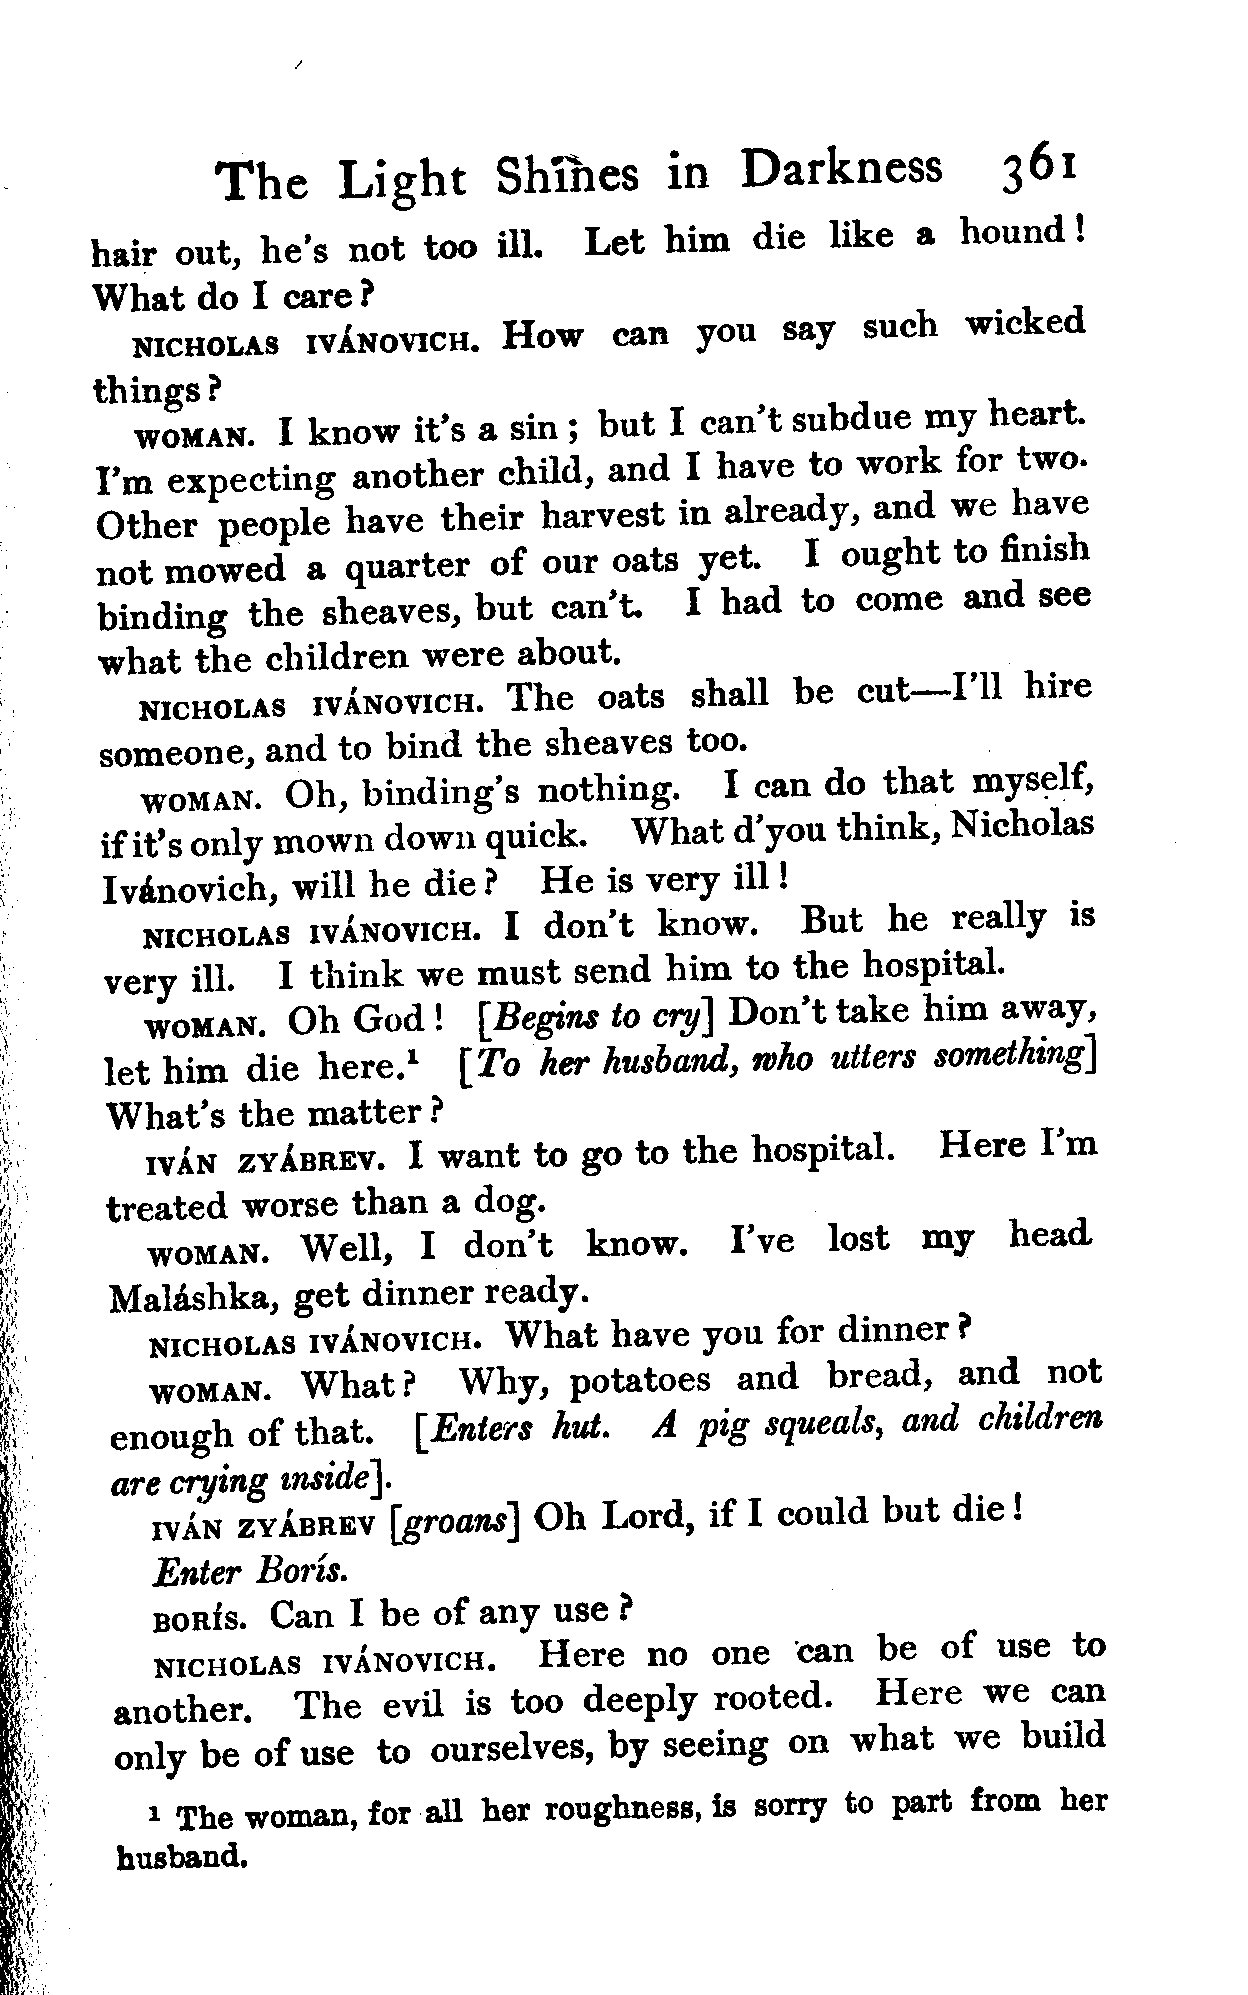 The Light Shines in Darkness 361
hair out, he's not too ill. Let him die like a hound!
What do I care?
NICHOLAS IVÁNOVICH. How can you say such wicked
things?
WOMAN. I know it's a sin; but I can't subdue my heart.
I'm expecting another child, and I have to work for two.
Other people have their harvest in already, and we have
not mowed a quarter of our oats yet. I ought to finish
binding the sheaves, but can't. I had to come and see
what the children were about.
NICHOLAS IVÁNOVICH. The oats shall be cut—I'll hire
someone, and to bind the sheaves too.
WOMAN. Oh, binding's nothing. I can do that myself,
if it's only mown down quick. What d'you think, Nicholas
Ivánovich, will he die? He is very ill!
NICHOLAS IVÁNOVICH. I don't know. But he really is
very ill. I think we must send him to the hospital.
WOMAN. Oh God! [Begins to cry] Don't take him away,
let him die here.¹ [To her husband, who utters something]
What's the matter?
IVÁN ZYÁBREV. I want to go to the hospital. Here I'm
treated worse than a dog.
WOMAN. Well, I don't know. I've lost my head
Maláshka, get dinner ready.
NICHOLAS IVÁNOVICH. What have you for dinner?
WOMAN. What? Why, potatoes and bread, and not
enough of that. [Enters hut. A pig squeals, and children
are crying inside].
IVÁN ZYÁBREV [groans] Oh Lord, if I could but die!
Enter Borís.
BORÍS. Can I be of any use?
NICHOLAS IVÁNOVICH. Here no one can be of use to
another. The evil is too deeply rooted. Here we can
only be of use to ourselves, by seeing on what we build
¹ The woman, for all her roughness, is sorry to part from her
husband.